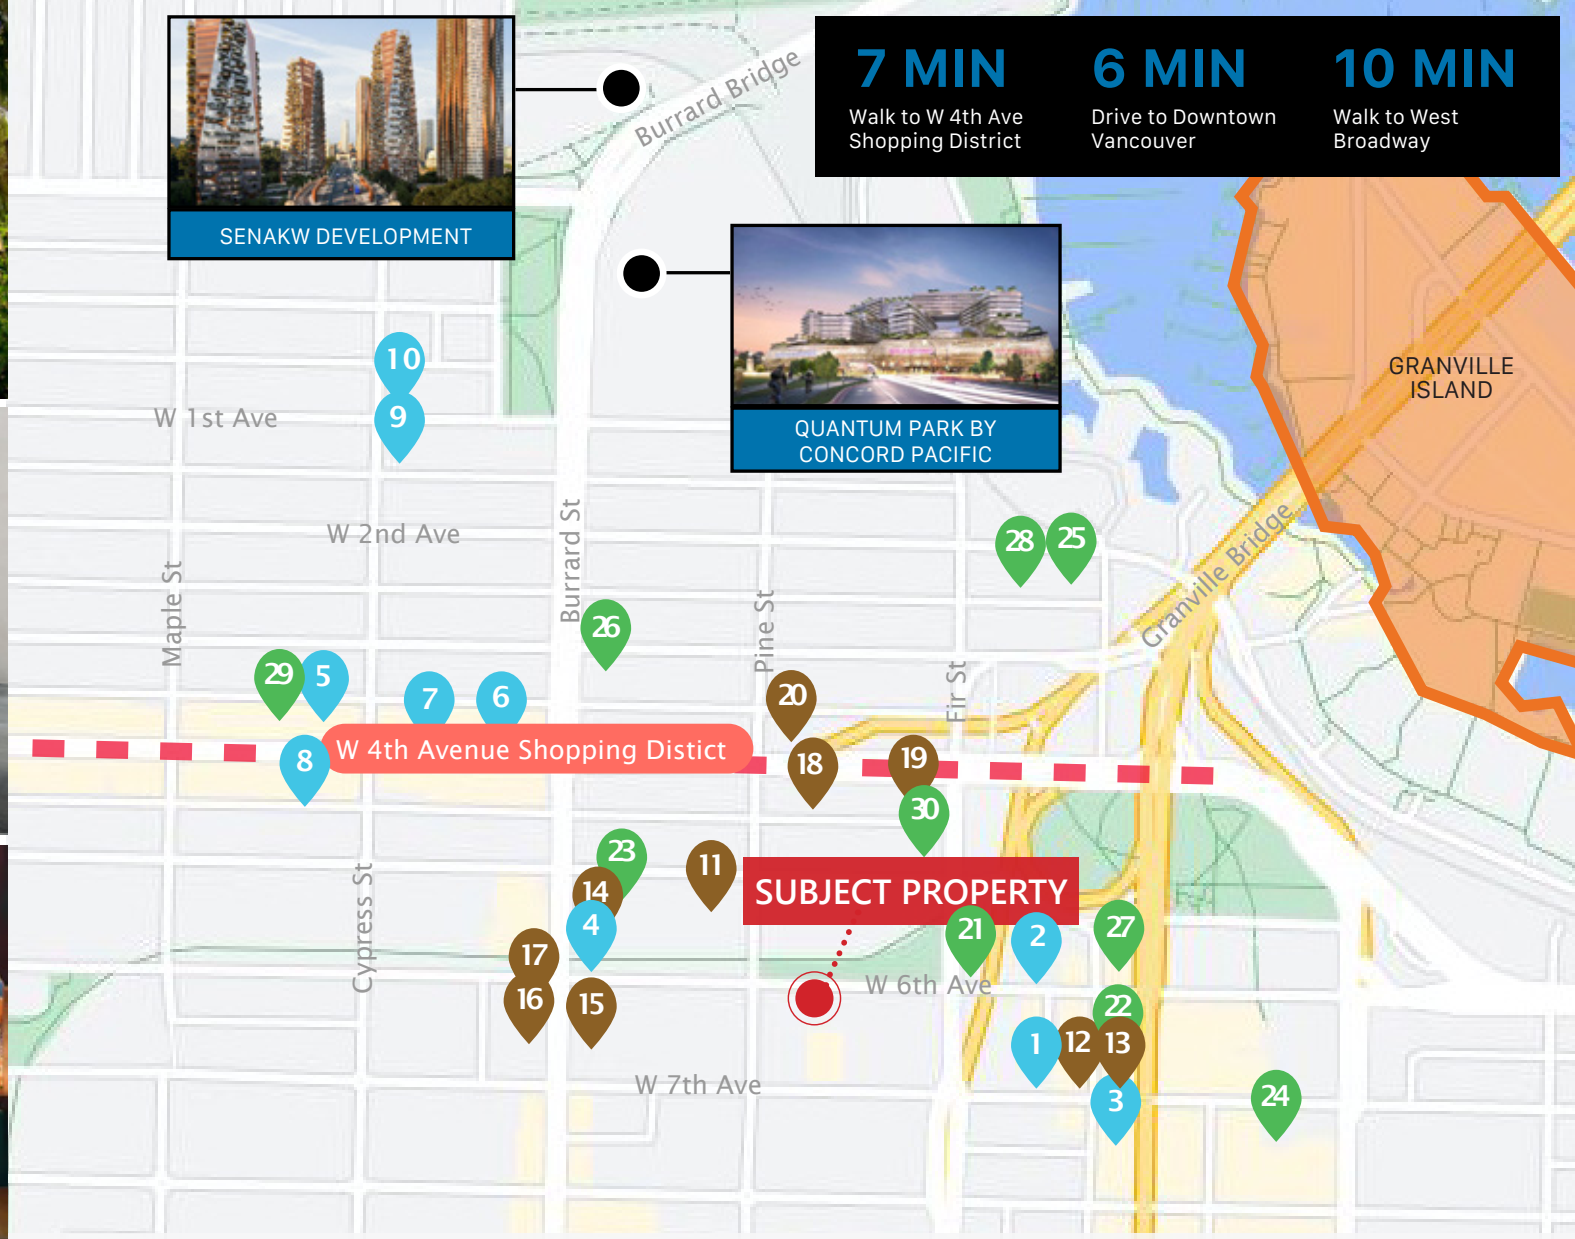 7 MIN
Walk to W 4th Ave
Shopping District
6 MIN
Drive to Downtown
Vancouver
10 MIN
Walk to West
Broadway
Burrard Bridge
SENAKW DEVELOPMENT
QUANTUM PARK BY
CONCORD PACIFIC
GRANVILLE
ISLAND
10
9
W 1st Ave
W 2nd Ave
Burrard St
Maple St
Pine St
Fir St
Granville Bridge
28
25
26
29
5
7
6
20
8
W 4th Avenue Shopping Distict
18
19
30
23
11
14
4
SUBJECT PROPERTY
Cypress St
21
2
27
17
16
15
W 6th Ave
22
1
12
13
3
24
W 7th Ave